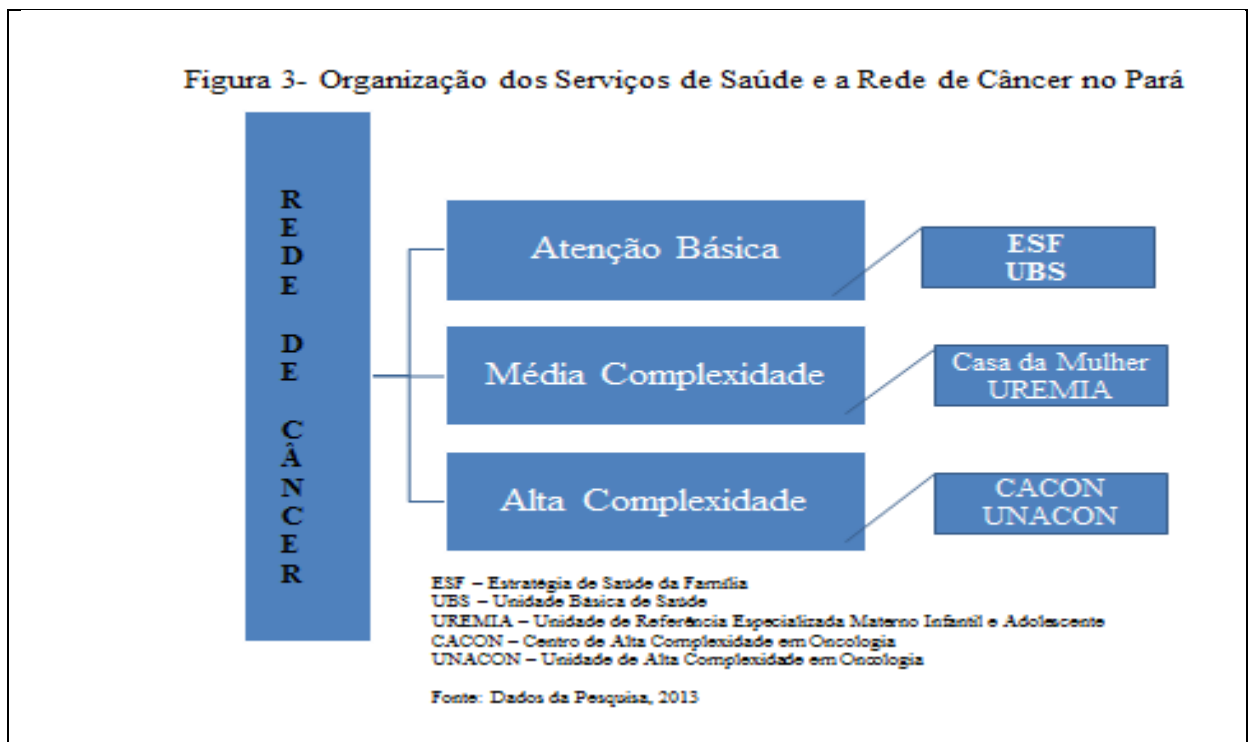 Figura 3- Organização dos Serviços de Saúde e a Rede de Câncer no Pará
REDE DE CÂNCER
Atenção Básica
ESF
UBS
Média Complexidade
Casa da Mulher
UREMIA
Alta Complexidade
CACON
UNACON
ESF – Estratégia de Saúde da Família
UBS – Unidade Básica de Saúde
UREMIA – Unidade de Referência Especializada Materno Infantil e Adolescente
CACON – Centro de Alta Complexidade em Oncologia
UNACON – Unidade de Alta Complexidade em Oncologia
Fonte: Dados da Pesquisa, 2013